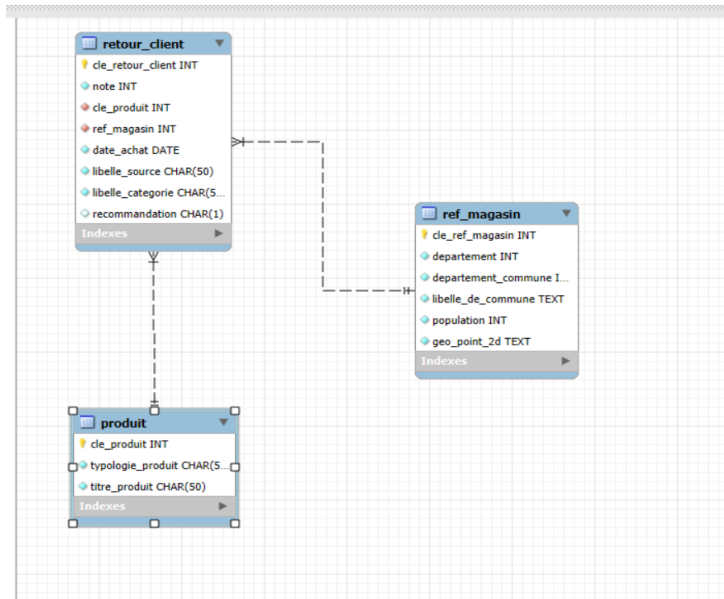 retour_client
cle_retour_client INT
note INT
cle_produit INT
ref_magasin INT
date_achat DATE
libelle_source CHAR(50)
libelle_categorie CHAR(5...
recommandation CHAR(1)
Indexes
ref_magasin
cle_ref_magasin INT
departement INT
departement_commune I...
libelle_de_commune TEXT
population INT
geo_point_2d TEXT
Indexes
produit
cle_produit INT
typologie_produit CHAR(5...
titre_produit CHAR(50)
Indexes